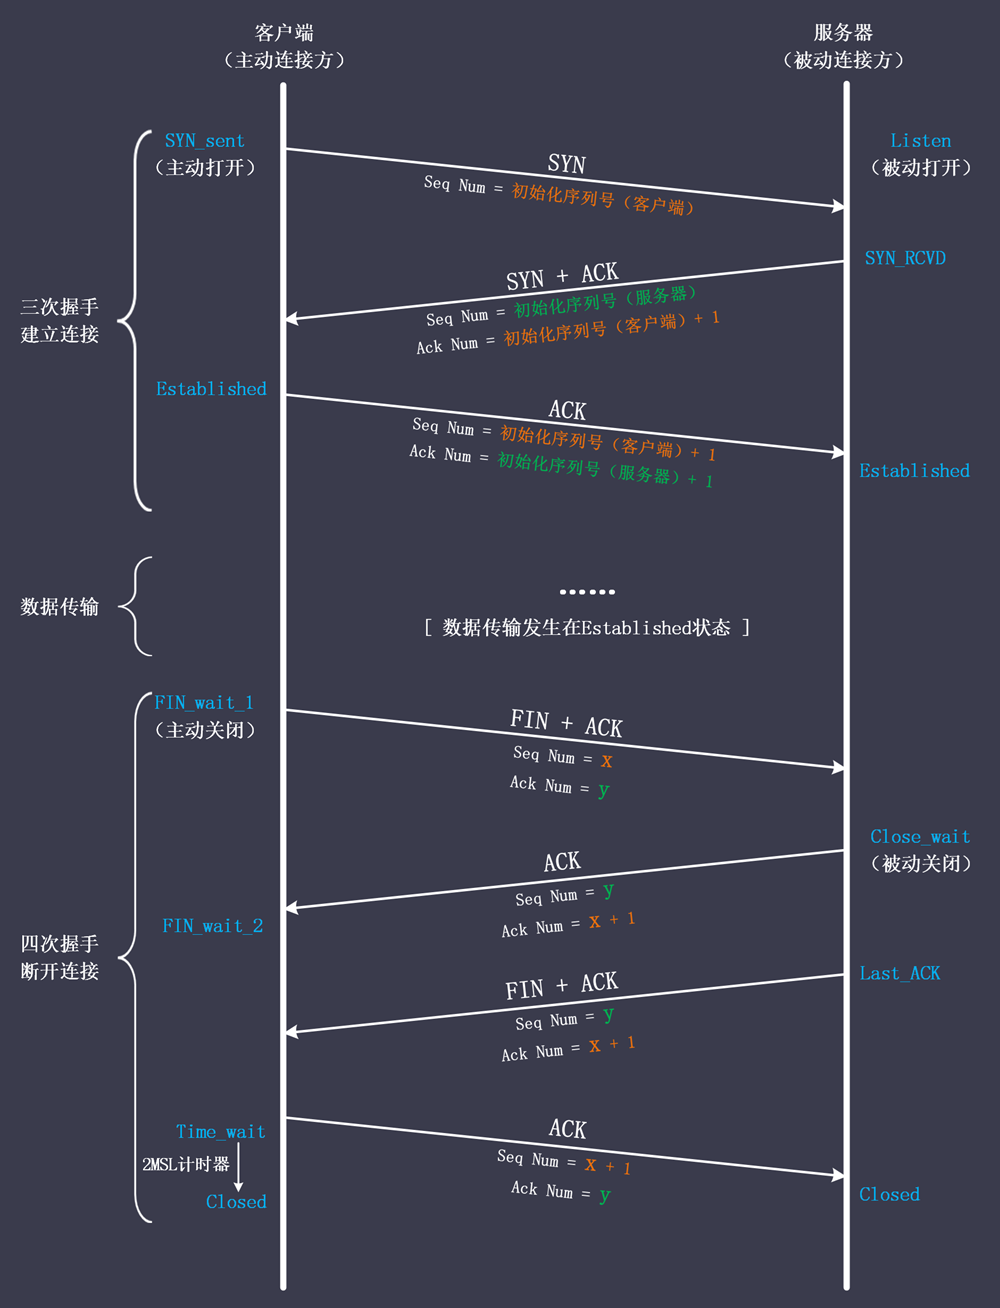 客户端
（主动连接方）
服务器
（被动连接方）
SYN_sent
（主动打开）
Listen
（被动打开）
SYN
Seq Num = 初始化序列号（客户端）
SYN_RCVD
SYN + ACK
Seq Num = 初始化序列号（服务器）
Ack Num = 初始化序列号（客户端）+ 1
三次握手
建立连接
Established
ACK
Seq Num = 初始化序列号（客户端）+ 1
Ack Num = 初始化序列号（服务器）+ 1
Established
数据传输
······
[ 数据传输发生在Established状态 ]
FIN_wait_1
（主动关闭）
FIN + ACK
Seq Num = x
Ack Num = y
Close_wait
（被动关闭）
ACK
Seq Num = y
Ack Num = x + 1
FIN_wait_2
四次握手
断开连接
Last_ACK
FIN + ACK
Seq Num = y
Ack Num = x + 1
Time_wait
2MSL计时器
Closed
ACK
Seq Num = x + 1
Ack Num = y
Closed